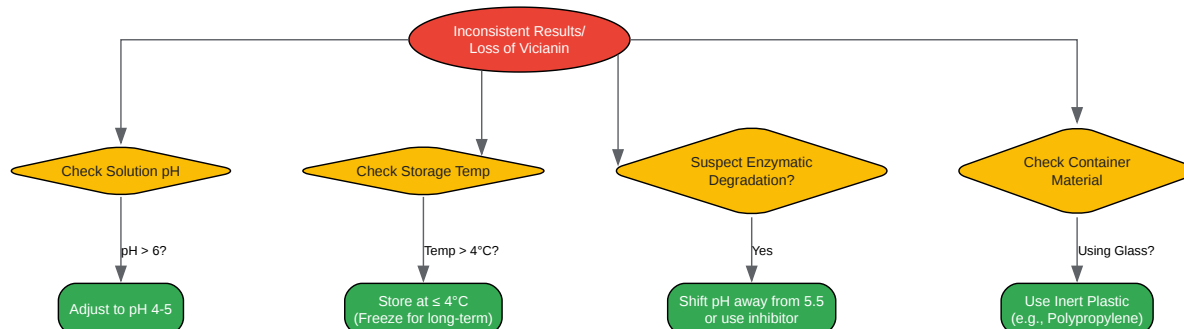 Inconsistent Results/
Loss of Vicianin
Check Solution pH
Check Storage Temp
Suspect Enzymatic
Degradation?
Check Container
Material
pH > 6?
Temp > 4°C?
Yes
Using Glass?
Adjust to pH 4-5
Store at ≤ 4°C
(Freeze for long-term)
Shift pH away from 5.5
or use inhibitor
Use Inert Plastic
(e.g., Polypropylene)